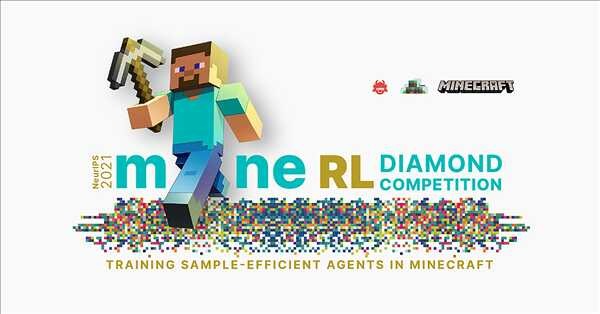 MINECRAFT
NeurIPS
2021
mine RL DIAMOND
COMPETITION
TRAINING SAMPLE-EFFICIENT AGENTS IN MINECRAFT